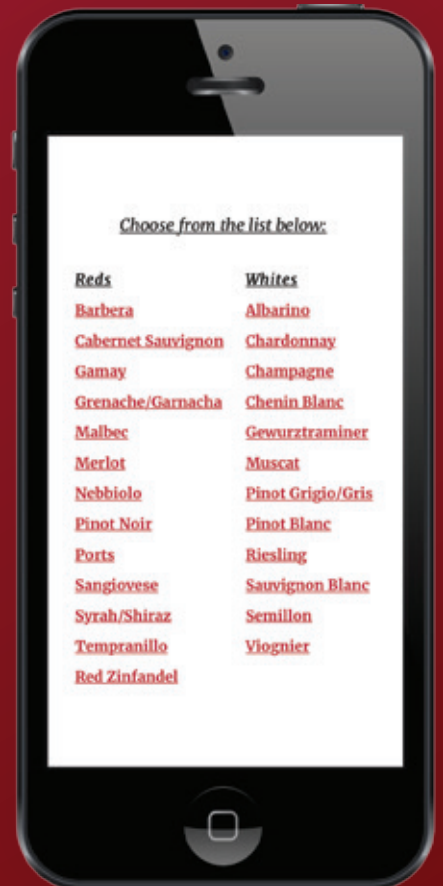 Choose from the list below:
Reds
Barbera
Cabernet Sauvignon
Gamay
Grenache/Garnacha
Malbec
Merlot
Nebbiolo
Pinot Noir
Ports
Sangiovese
Syrah/Shiraz
Tempranillo
Red Zinfandel
Whites
Albarino
Chardonnay
Champagne
Chenin Blanc
Gewurztraminer
Muscat
Pinot Grigio/Gris
Pinot Blanc
Riesling
Sauvignon Blanc
Semillon
Viognier